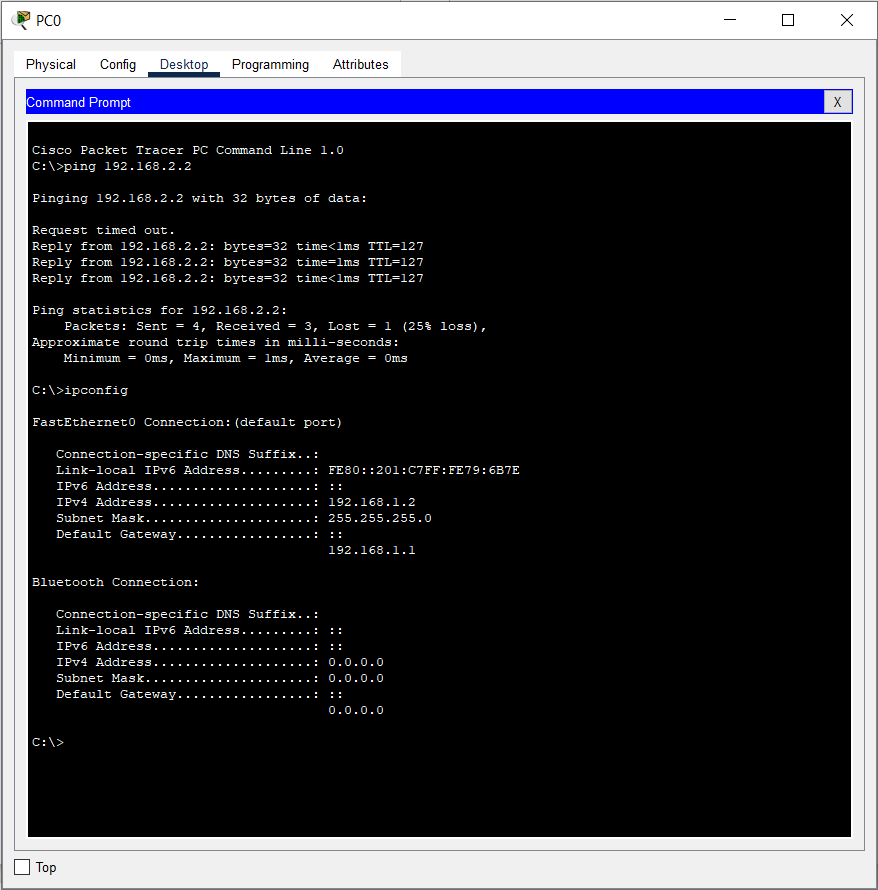 PC0
Physical Config Desktop Programming Attributes
Command Prompt X
Cisco Packet Tracer PC Command Line 1.0
C:\>ping 192.168.2.2
Pinging 192.168.2.2 with 32 bytes of data:
Request timed out.
Reply from 192.168.2.2: bytes=32 time<1ms TTL=127
Reply from 192.168.2.2: bytes=32 time=1ms TTL=127
Reply from 192.168.2.2: bytes=32 time<1ms TTL=127
Ping statistics for 192.168.2.2:
    Packets: Sent = 4, Received = 3, Lost = 1 (25% loss),
Approximate round trip times in milli-seconds:
    Minimum = 0ms, Maximum = 1ms, Average = 0ms
C:\>ipconfig
FastEthernet0 Connection:(default port)
   Connection-specific DNS Suffix..:
   Link-local IPv6 Address.........: FE80::201:C7FF:FE79:6B7E
   IPv6 Address....................: ::
   IPv4 Address....................: 192.168.1.2
   Subnet Mask.....................: 255.255.255.0
   Default Gateway.................: ::
                                     192.168.1.1
Bluetooth Connection:
   Connection-specific DNS Suffix..:
   Link-local IPv6 Address.........: ::
   IPv6 Address....................: ::
   IPv4 Address....................: 0.0.0.0
   Subnet Mask.....................: 0.0.0.0
   Default Gateway.................: ::
                                     0.0.0.0
C:\>
Top